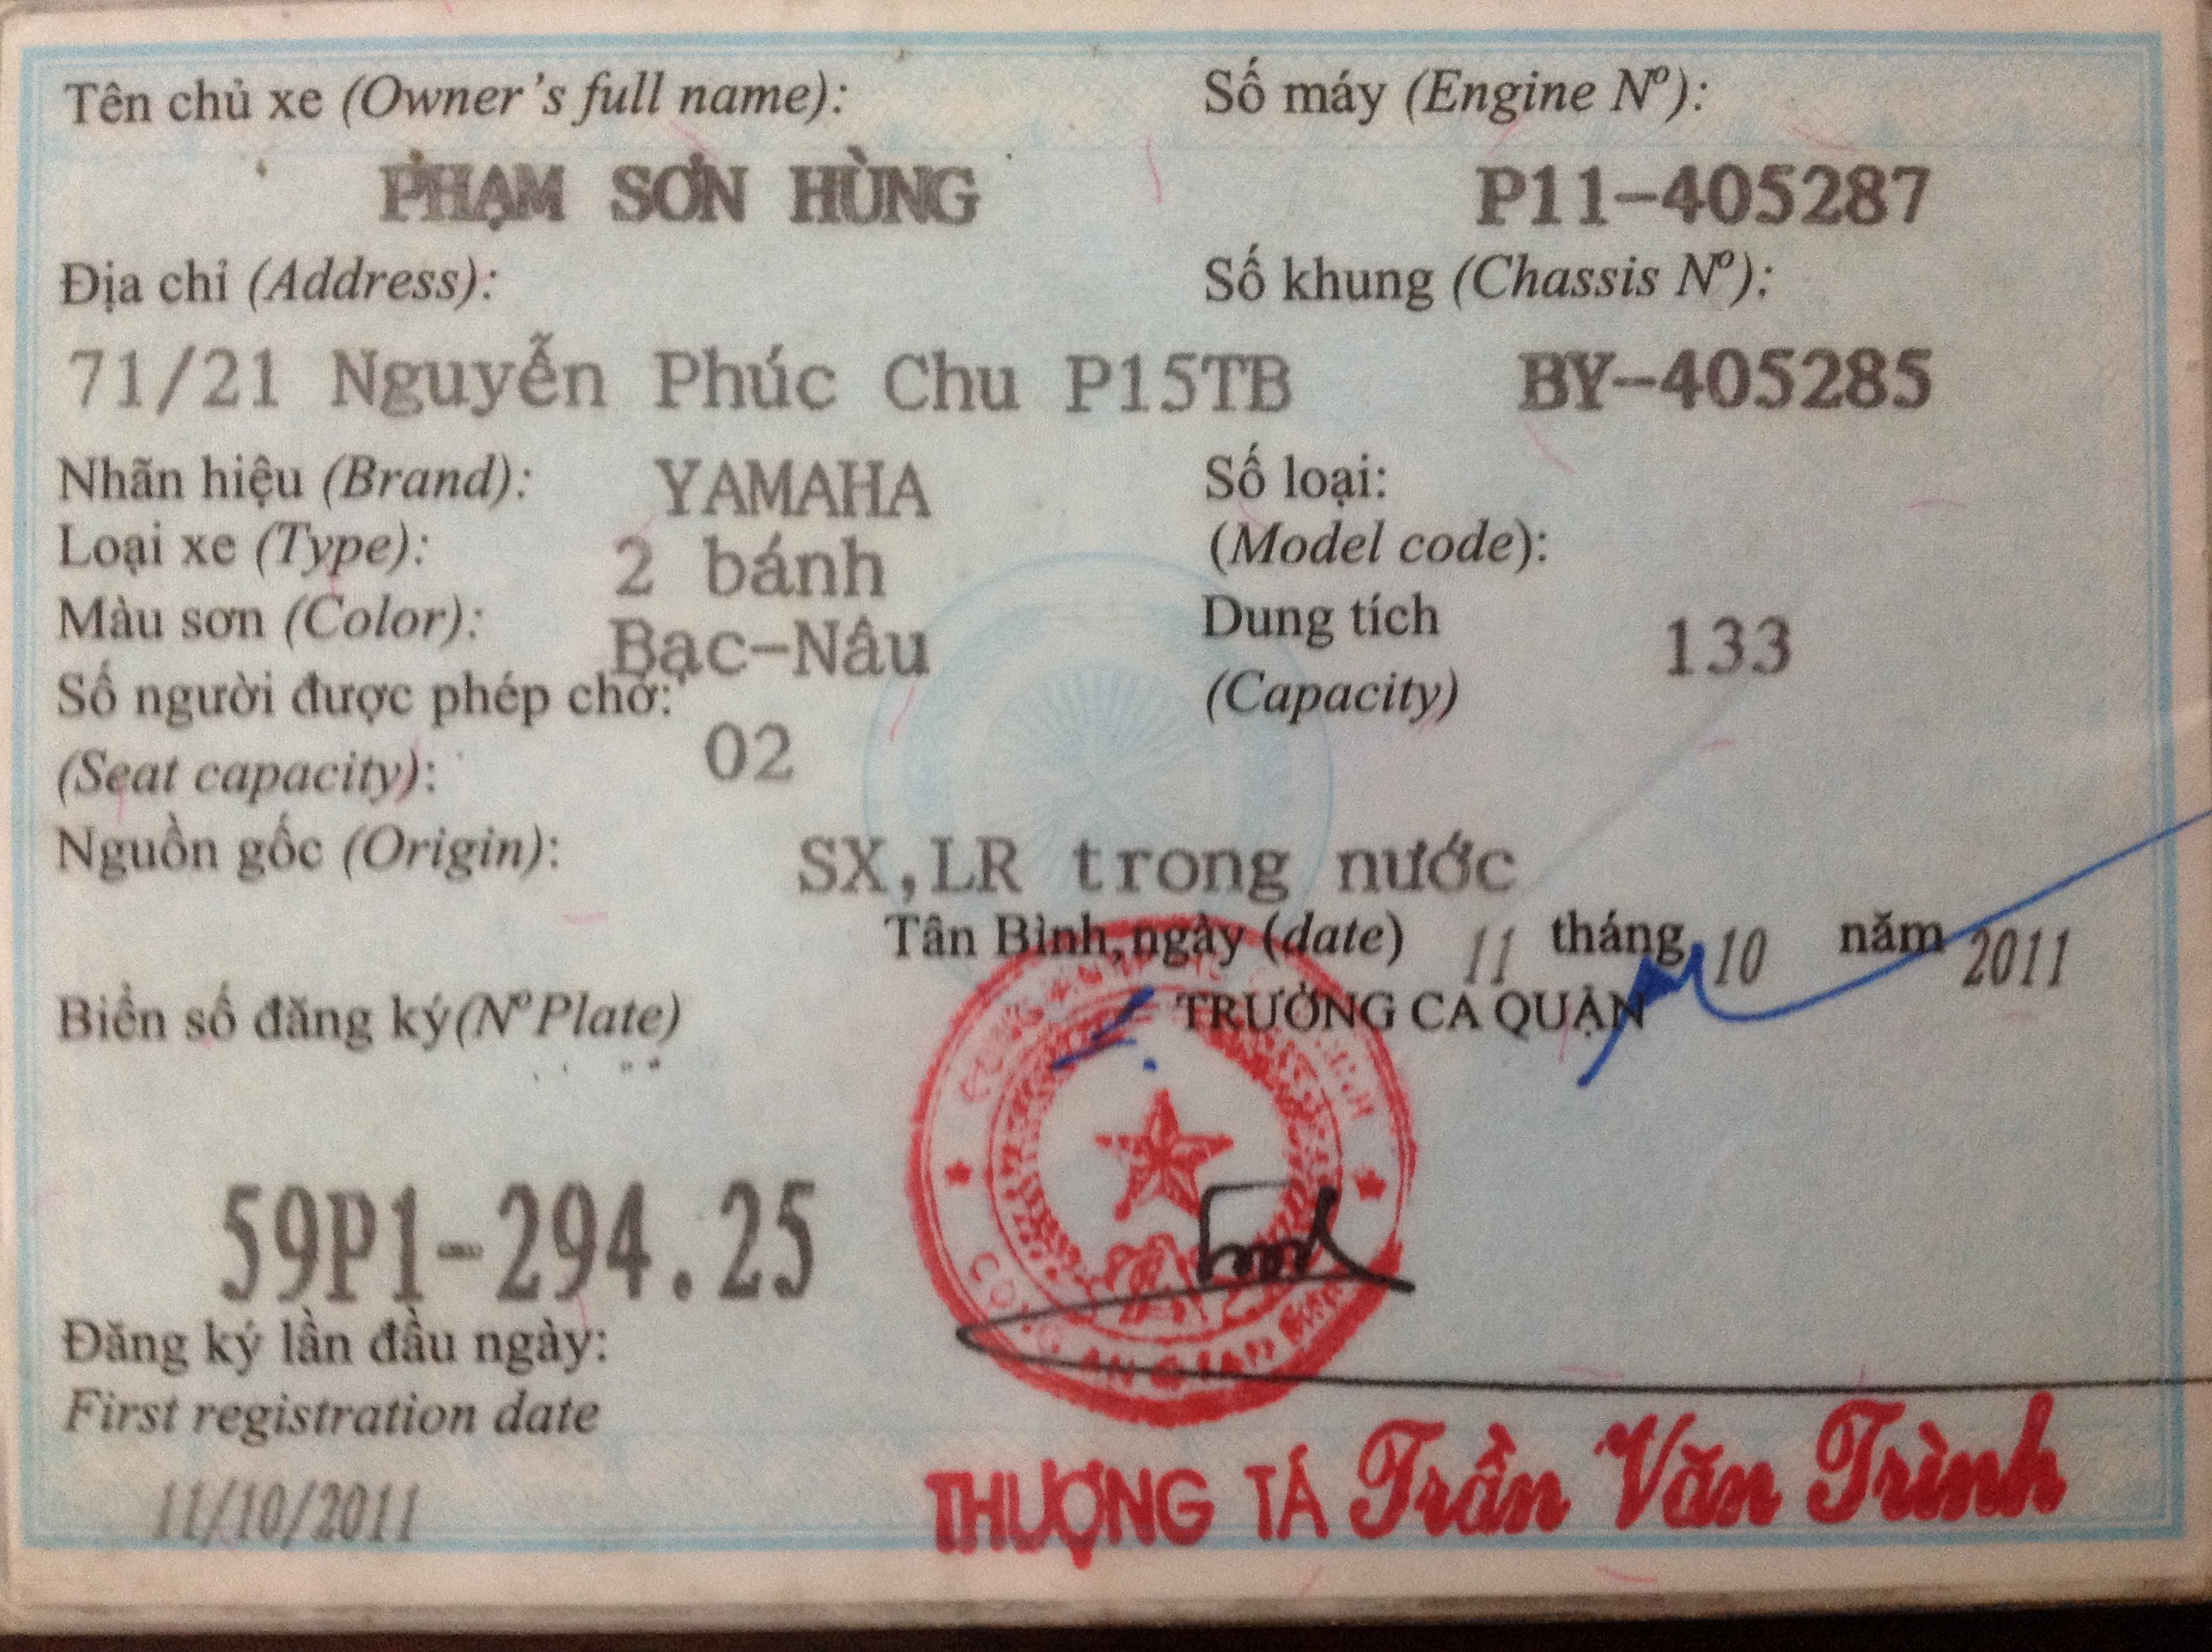 Tên chủ xe (Owner's full name):
PHẠM SƠN HÙNG
Số máy (Engine Nº):
P11-405287
Địa chỉ (Address):
71/21 Nguyễn Phúc Chu P15TB
Số khung (Chassis Nº):
BY-405285
Nhãn hiệu (Brand): YAMAHA
Loại xe (Type): 2 bánh
Màu sơn (Color): Bạc-Nâu
Số người được phép chở:
(Seat capacity): 02
Số loại:
(Model code):
Dung tích 133
(Capacity)
Nguồn gốc (Origin): SX,LR trong nước
Tân Bình, ngày (date) 11 tháng 10 năm 2011
TRƯỞNG CA QUẬN
Biển số đăng ký (Nº Plate)
59P1-294.25
Đăng ký lần đầu ngày:
First registration date
11/10/2011
CÔNG AN
THƯỢNG TÁ Trần Văn Trình